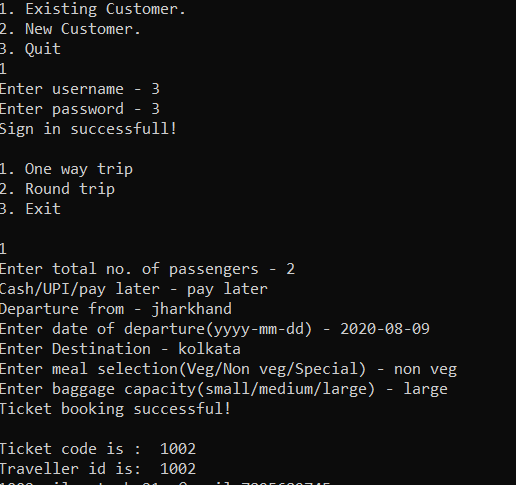 1. Existing Customer.
2. New Customer.
3. Quit
1
Enter username - 3
Enter password - 3
Sign in successfull!
1. One way trip
2. Round trip
3. Exit
1
Enter total no. of passengers - 2
Cash/UPI/pay later - pay later
Departure from - jharkhand
Enter date of departure(yyyy-mm-dd) - 2020-08-09
Enter Destination - kolkata
Enter meal selection(Veg/Non veg/Special) - non veg
Enter baggage capacity(small/medium/large) - large
Ticket booking successful!
Ticket code is :  1002
Traveller id is:  1002